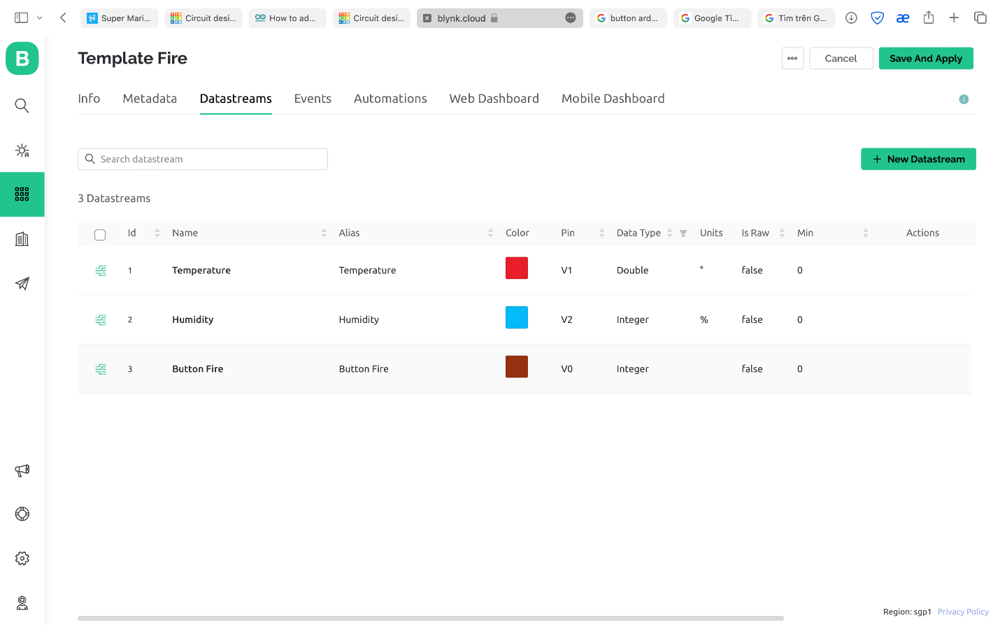 Super Mari...
Circuit desi...
How to ad...
Circuit desi...
blynk.cloud
button ard...
Google Tì...
Tìm trên G...
B
Template Fire
Cancel
Save And Apply
Info
Metadata
Datastreams
Events
Automations
Web Dashboard
Mobile Dashboard
Search datastream
+ New Datastream
3 Datastreams
Id Name Alias Color Pin Data Type Units Is Raw Min Actions
1 Temperature Temperature V1 Double ° false 0
2 Humidity Humidity V2 Integer % false 0
3 Button Fire Button Fire V0 Integer false 0
Region: sgp1 Privacy Policy